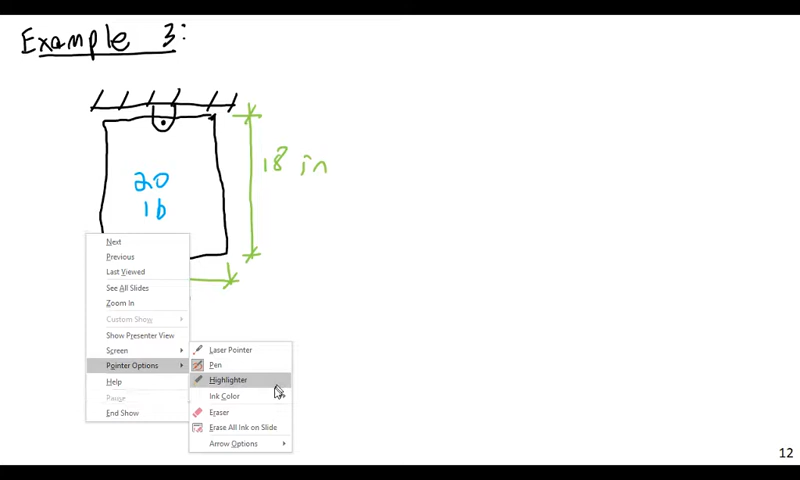 Example 3:
18 in
20
lb
Next
Previous
Last Viewed
See All Slides
Zoom In
Custom Show
Show Presenter View
Screen
Pointer Options
Help
Pause
End Show
Laser Pointer
Pen
Highlighter
Ink Color
Eraser
Erase All Ink on Slide
Arrow Options
12